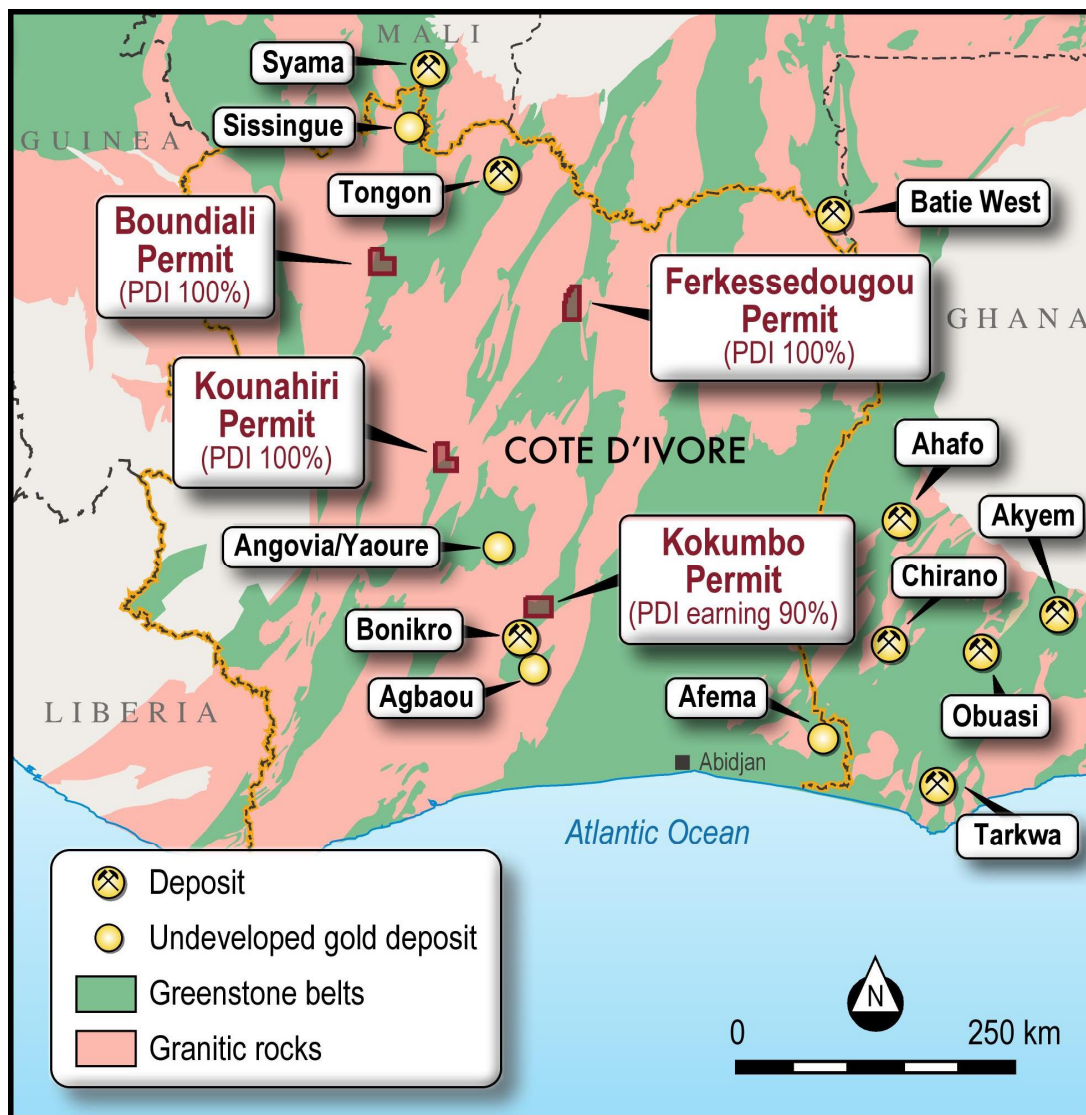 MALI
Syama
GUINEA
Sissingue
Tongon
Batie West
Boundiali
Permit
(PDI 100%)
Ferkessedougou
Permit
(PDI 100%)
GHANA
Kounahiri
Permit
(PDI 100%)
COTE D'IVORE
Ahafo
Akyem
Angovia/Yaoure
Kokumbo
Permit
(PDI earning 90%)
Chirano
Bonikro
Agbaou
Afema
Obuasi
LIBERIA
Abidjan
Tarkwa
Atlantic Ocean
Deposit
Undeveloped gold deposit
Greenstone belts
Granitic rocks
N
0 250 km